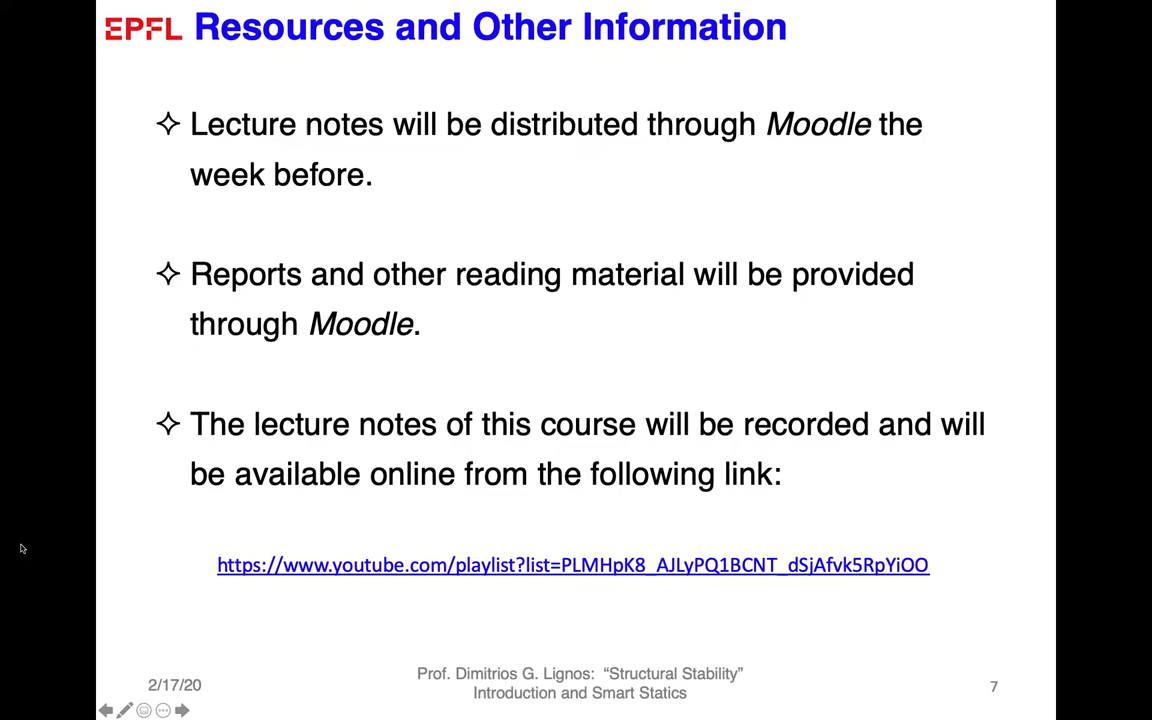 EPFL Resources and Other Information
Lecture notes will be distributed through Moodle the
week before.
Reports and other reading material will be provided
through Moodle.
The lecture notes of this course will be recorded and will
be available online from the following link:
https://www.youtube.com/playlist?list=PLMHpK8_AJLyPQ1BCNT_dSjAfvk5RpYiOO
2/17/20
Prof. Dimitrios G. Lignos: “Structural Stability”
Introduction and Smart Statics
7